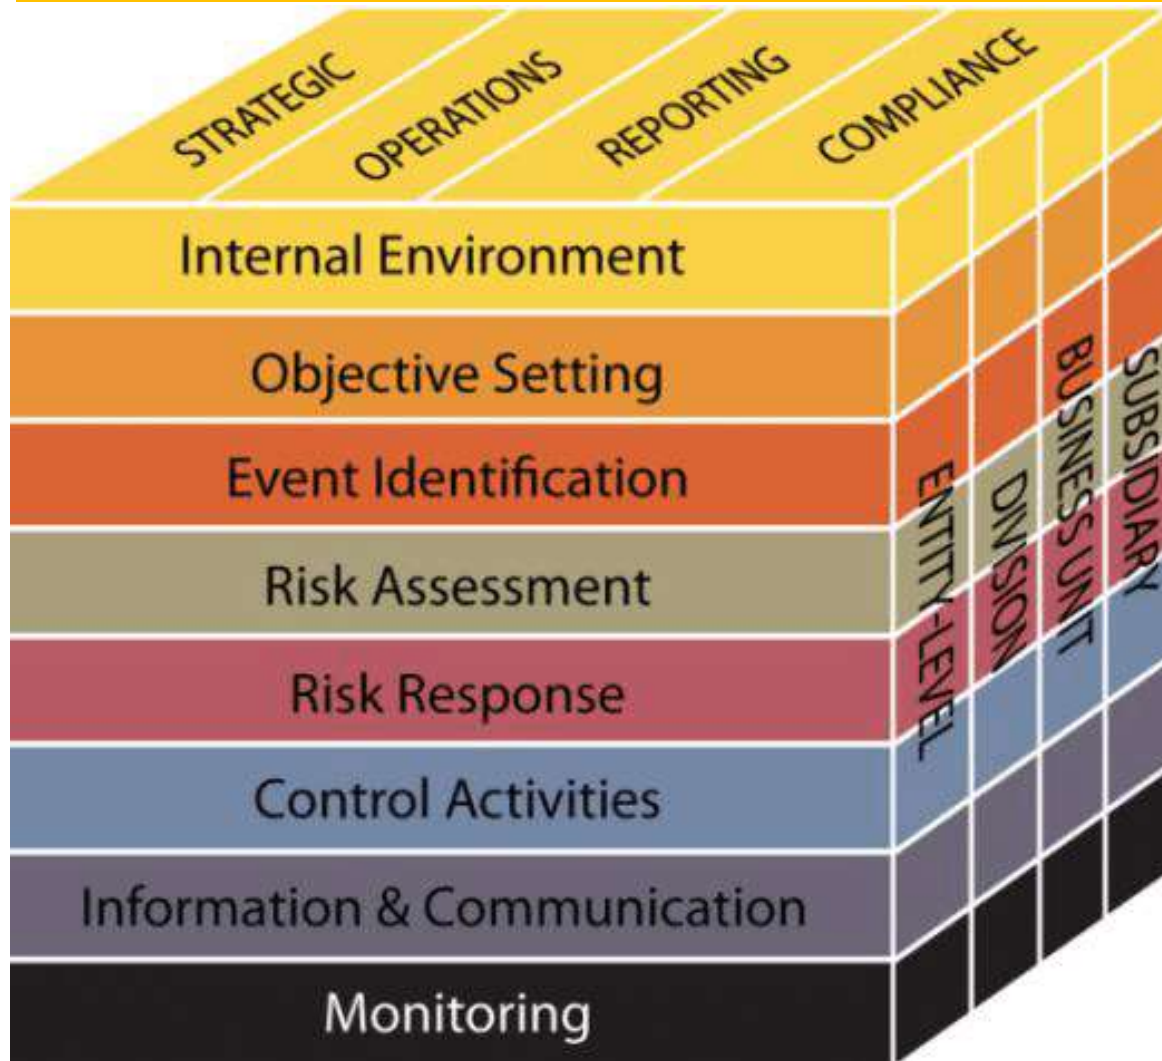 STRATEGIC
OPERATIONS
REPORTING
COMPLIANCE
Internal Environment
Objective Setting
Event Identification
Risk Assessment
Risk Response
Control Activities
Information & Communication
Monitoring
ENTITY-LEVEL
DIVISION
BUSINESS UNIT
SUBSIDIARY